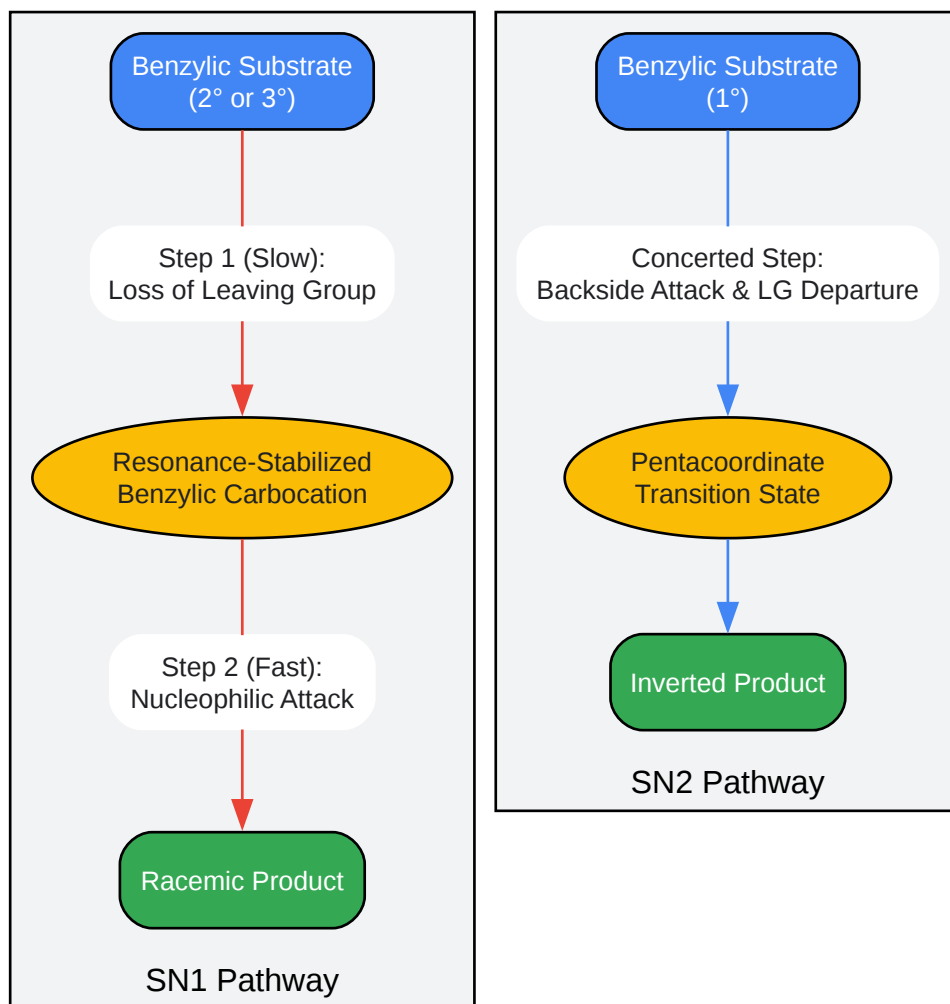 Benzylic Substrate
(2° or 3°)
Step 1 (Slow):
Loss of Leaving Group
Resonance-Stabilized
Benzylic Carbocation
Step 2 (Fast):
Nucleophilic Attack
Racemic Product
SN1 Pathway
Benzylic Substrate
(1°)
Concerted Step:
Backside Attack & LG Departure
Pentacoordinate
Transition State
Inverted Product
SN2 Pathway